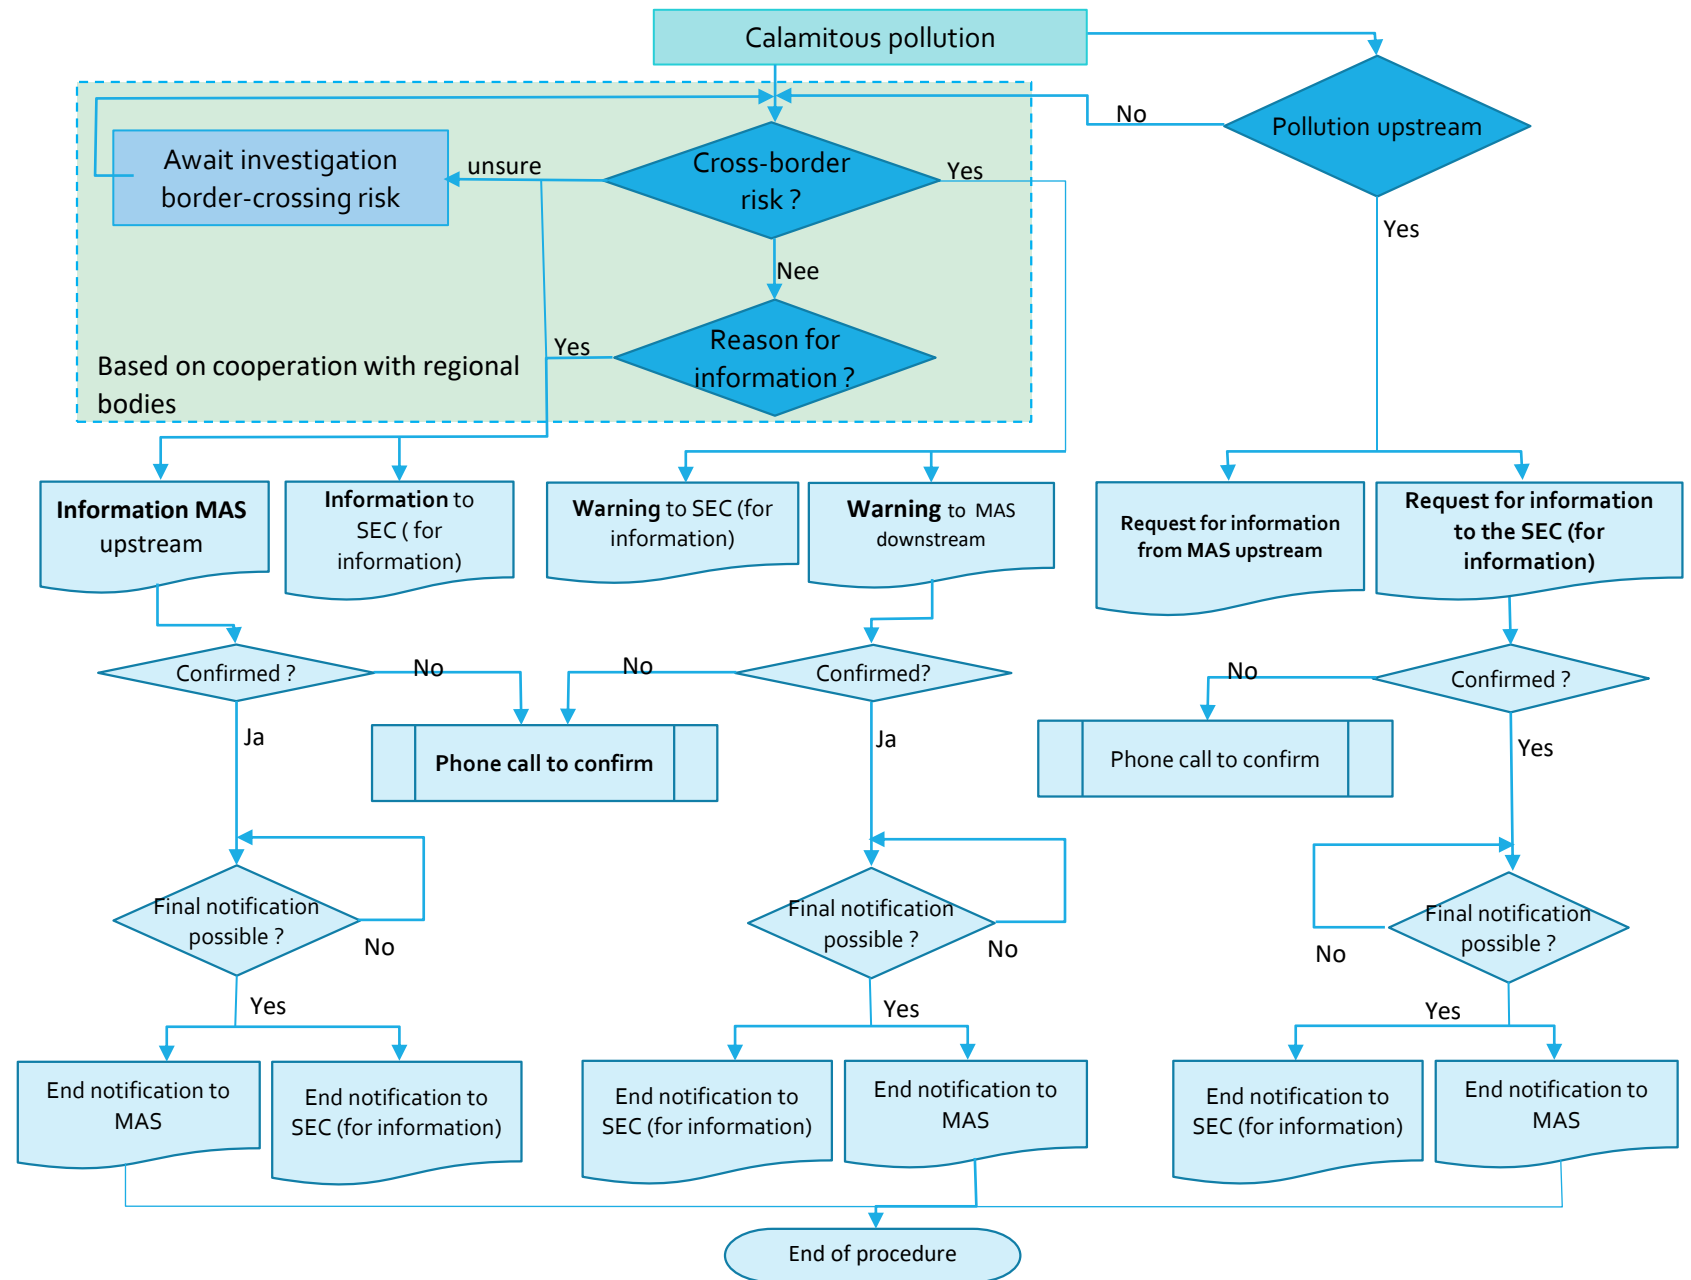 Calamitous pollution
Pollution upstream
No
Yes
Await investigation
border-crossing risk
unsure
Cross-border
risk ?
Yes
Nee
Reason for
information ?
Yes
Based on cooperation with regional
bodies
Information MAS
upstream
Information to
SEC ( for
information)
Warning to SEC (for
information)
Warning to MAS
downstream
Request for information
from MAS upstream
Request for information
to the SEC (for
information)
Confirmed ?
No
No
Confirmed?
No
Confirmed ?
Ja
Phone call to confirm
Ja
Phone call to confirm
Yes
Final notification
possible ?
No
Final notification
possible ?
No
Final notification
possible ?
No
Yes
Yes
Yes
End notification to
MAS
End notification to
SEC (for information)
End notification to
SEC (for information)
End notification to
MAS
End notification to
SEC (for information)
End notification to
MAS
End of procedure